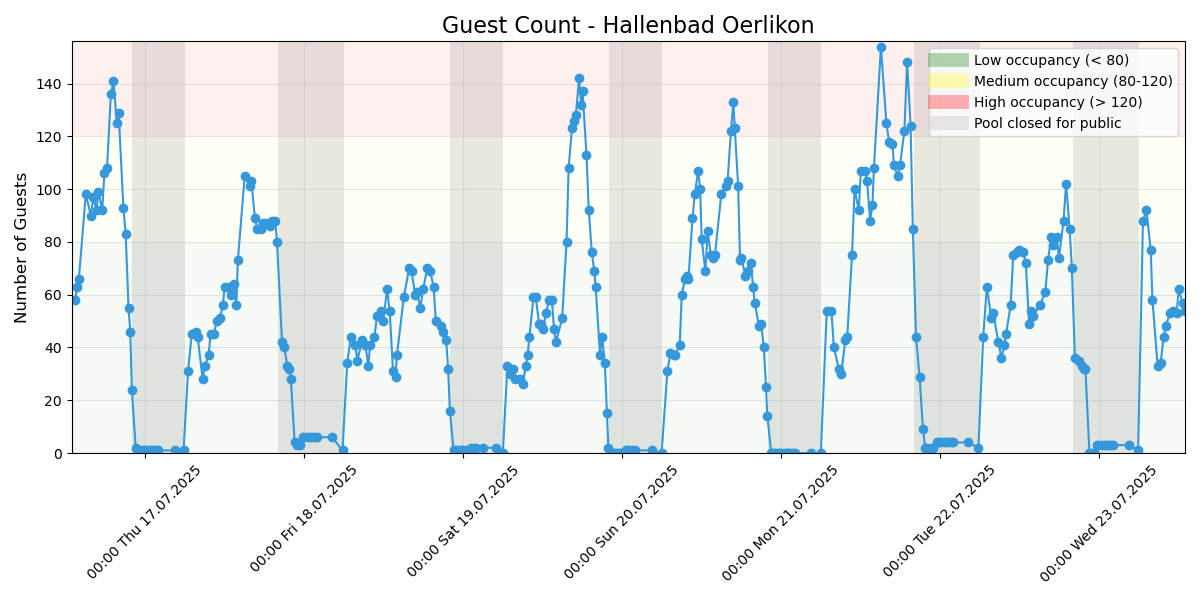 Guest Count - Hallenbad Oerlikon
Number of Guests
140
120
100
80
60
40
20
0
Low occupancy (< 80)
Medium occupancy (80-120)
High occupancy (> 120)
Pool closed for public
00:00 Thu 17.07.2025
00:00 Fri 18.07.2025
00:00 Sat 19.07.2025
00:00 Sun 20.07.2025
00:00 Mon 21.07.2025
00:00 Tue 22.07.2025
00:00 Wed 23.07.2025